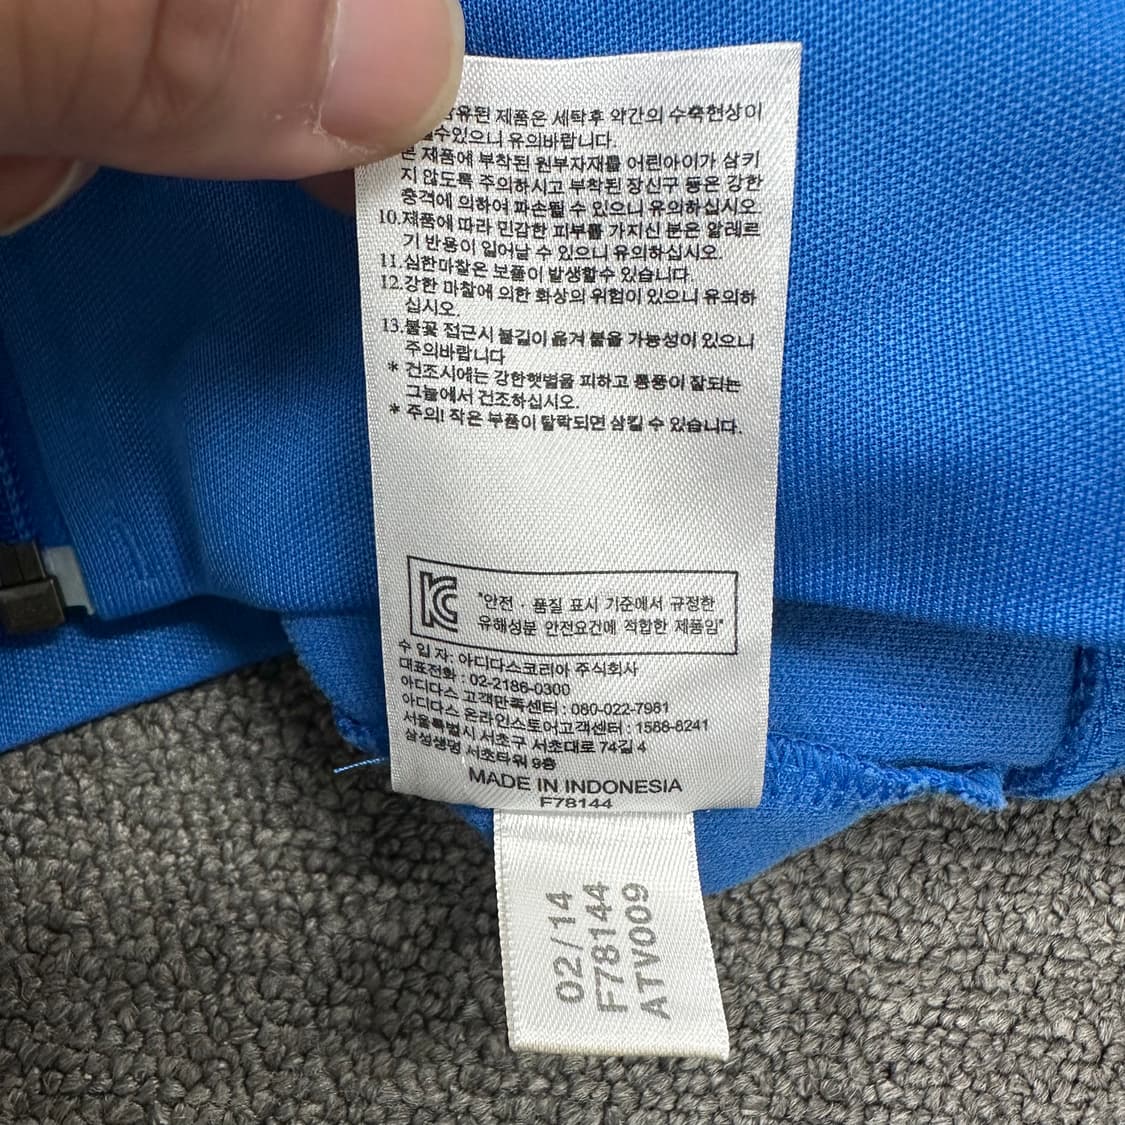 제품은 세탁후 약간의 수축현상이
있으니 유의바랍니다.
본 제품에 부착된 원부자재를 어린아이가 삼키
지 않도록 주의하시고 부착된 장신구 등은 강한
충격에 의하여 파손될 수 있으니 유의하십시오
10.제품에 따라 민감한 피부를 가지신 분은 알레르
기 반응이 일어날 수 있으니 유의하십시오.
11.심한마찰은 보풀이 발생할수 있습니다.
12.강한 마찰에 의한 화상의 위험이 있으니 유의하
십시오.
13.불꽃 접근시 불길이 옮겨 붙을 가능성이 있으니
주의바랍니다
* 건조시에는 강한햇볕을 피하고 통풍이 잘되는
그늘에서 건조하십시오.
* 주의! 작은 부품이 탈락되면 삼킬 수 있습니다.
"안전 · 품질 표시 기준에서 규정한
유해성분 안전요건에 적합한 제품임"
수 입 자: 아디다스코리아 주식회사
대표전화 : 02-2186-0300
아디다스 고객만족센터 : 080-022-7981
아디다스 온라인스토어고객센터 : 1588-8241
서울특별시 서초구 서초대로 74길 4
삼성생명 서초타워 9층
MADE IN INDONESIA
F78144
02/14
F78144
ATV009